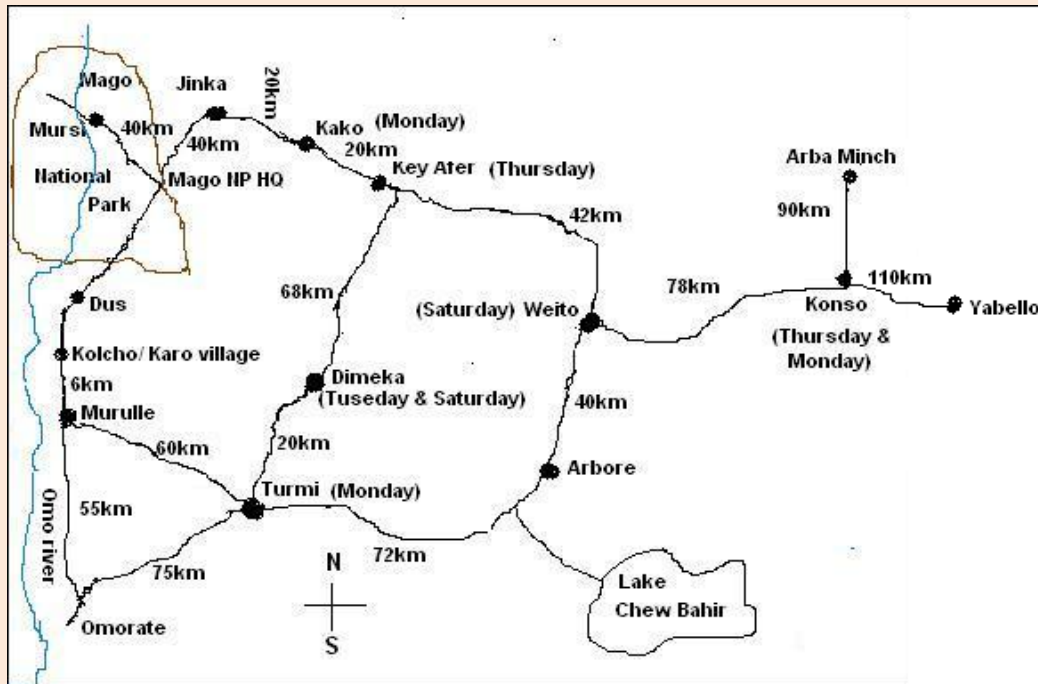 Mago
Jinka
20km
Kako (Monday)
Mursi
40km
40km
20km
Key Afer (Thursday)
Arba Minch
National
Mago NP HQ
Park
90km
42km
68km
78km
110km
Dus
(Saturday) Weito
Konso
Yabello
(Thursday &
Monday)
Kolcho/ Karo village
6km
Dimeka
(Tuseday & Saturday)
40km
Murulle
60km
20km
Arbore
Turmi (Monday)
Omo river
55km
72km
75km
N
S
Lake
Chew Bahir
Omorate